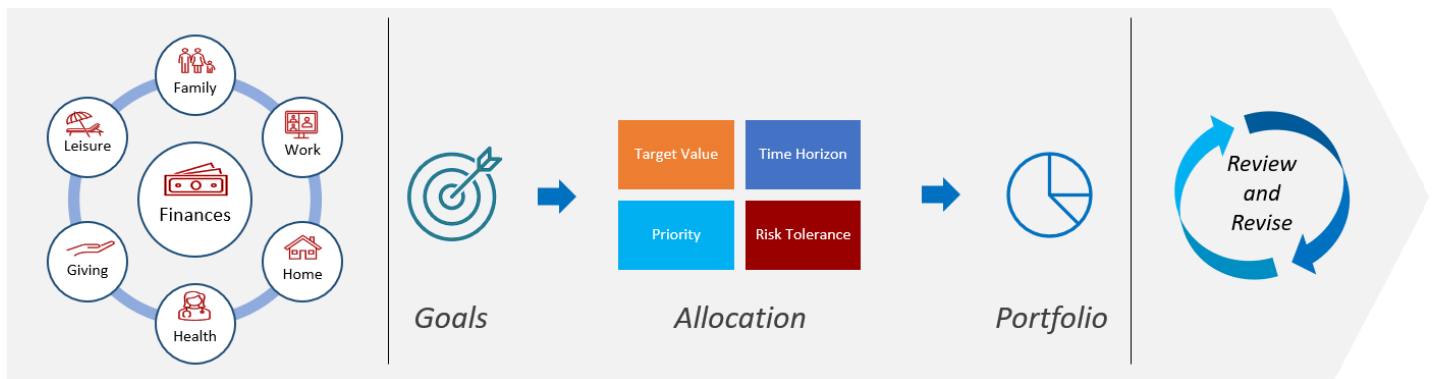 Family
Leisure
Work
Finances
Giving
Home
Health
Goals
Target Value
Time Horizon
Priority
Risk Tolerance
Allocation
Portfolio
Review
and
Revise